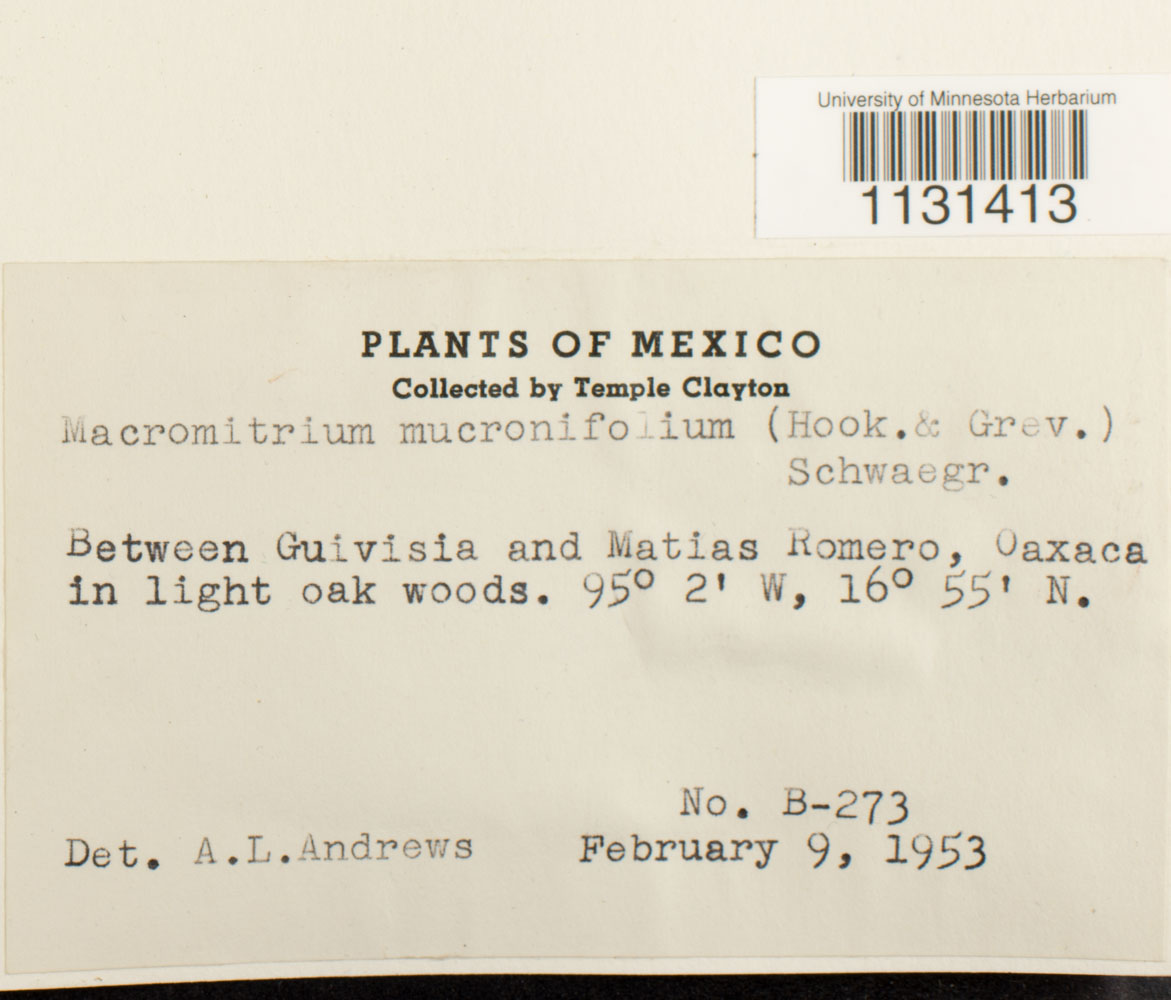 University of Minnesota Herbarium
1131413
PLANTS OF MEXICO
Collected by Temple Clayton
Macromitrium mucronifolium (Hook.& Grev.)
Schwaegr.
Between Guivisia and Matias Romero, Oaxaca
in light oak woods. 95° 2' W, 16° 55' N.
No. B-273
Det. A.L.Andrews February 9, 1953